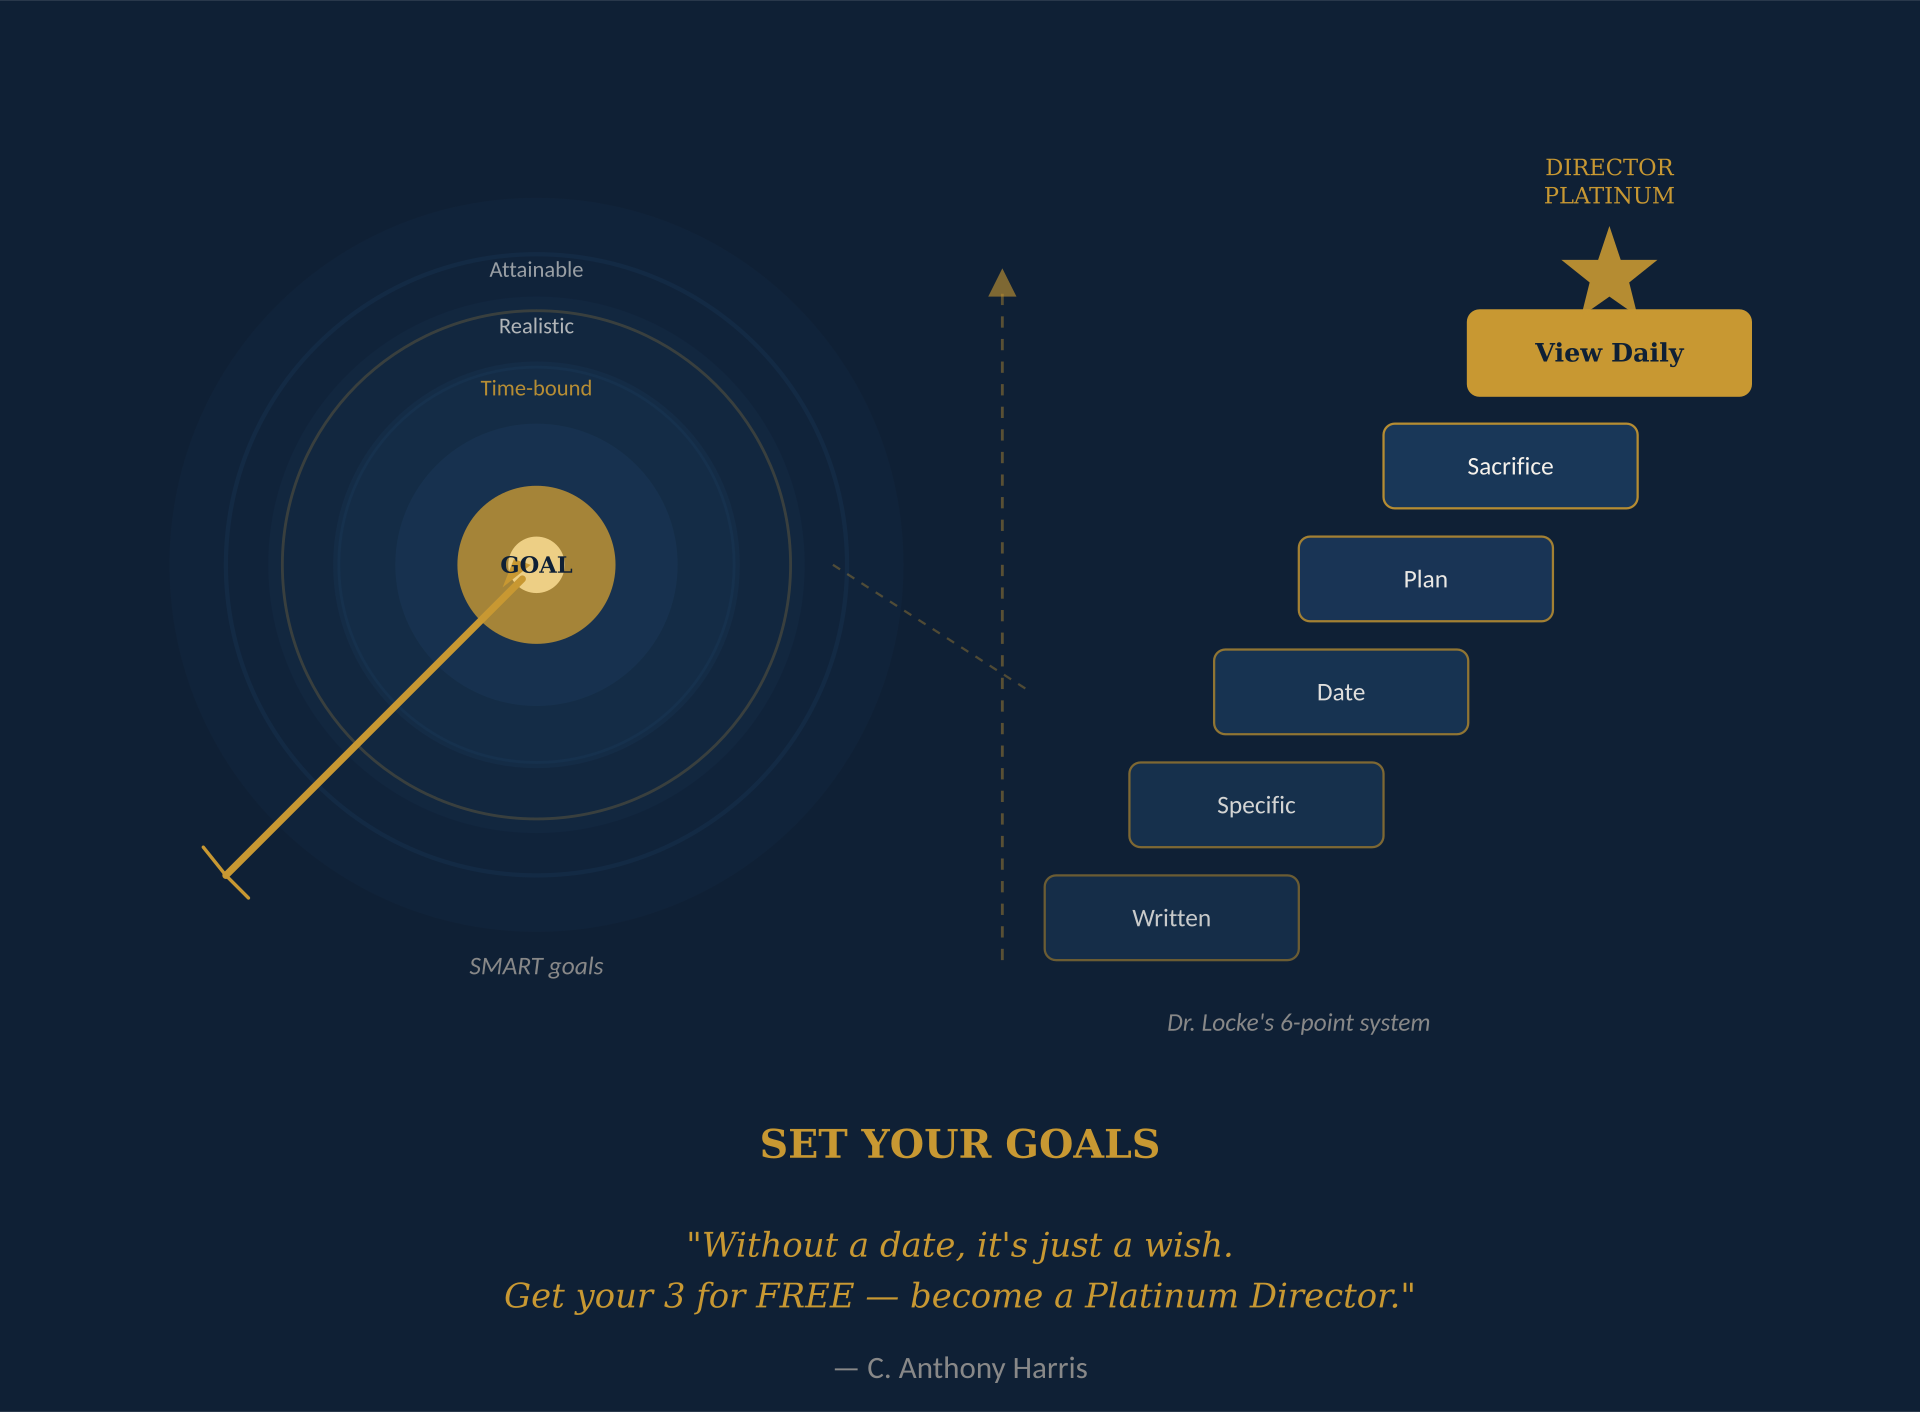 Attainable
Realistic
Time-bound
GOAL
SMART goals
DIRECTOR
PLATINUM
View Daily
Sacrifice
Plan
Date
Specific
Written
Dr. Locke's 6-point system
SET YOUR GOALS
"Without a date, it's just a wish.
Get your 3 for FREE — become a Platinum Director."
— C. Anthony Harris